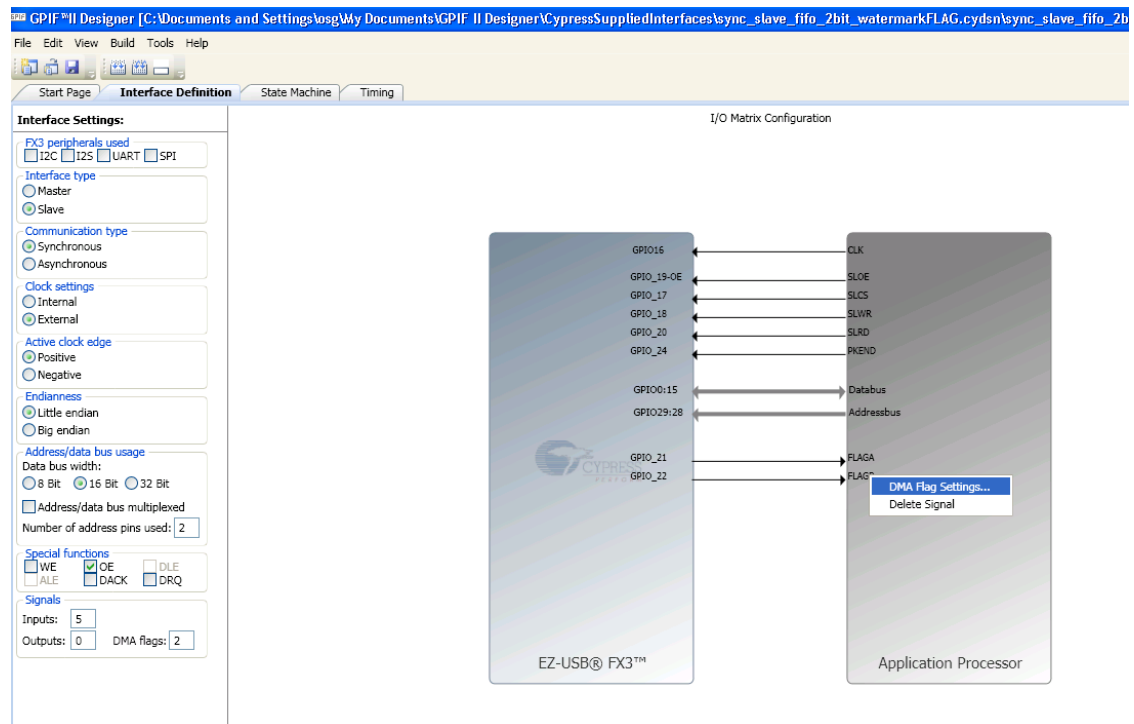 GPIF™II Designer [C:\Documents and Settings\osg\My Documents\GPIF II Designer\CypressSuppliedInterfaces\sync_slave_fifo_2bit_watermarkFLAG.cydsn\sync_slave_fifo_2b
File Edit View Build Tools Help
Start Page Interface Definition State Machine Timing
Interface Settings:
I/O Matrix Configuration
FX3 peripherals used
I2C I2S UART SPI
Interface type
Master
Slave
Communication type
Synchronous
Asynchronous
Clock settings
Internal
External
Active clock edge
Positive
Negative
Endianness
Little endian
Big endian
Address/data bus usage
Data bus width:
8 Bit 16 Bit 32 Bit
Address/data bus multiplexed
Number of address pins used: 2
Special functions
WE OE DLE
ALE DACK DRQ
Signals
Inputs: 5
Outputs: 0 DMA flags: 2
GPIO16 CLK
GPIO_19-OE SLOE
GPIO_17 SLCS
GPIO_18 SLWR
GPIO_20 SLRD
GPIO_24 PKEND
GPIO0:15 Databus
GPIO29:28 Addressbus
GPIO_21 FLAGA
CYPRESS
PERFORM
GPIO_22
DMA Flag Settings...
Delete Signal
EZ-USB® FX3™ Application Processor